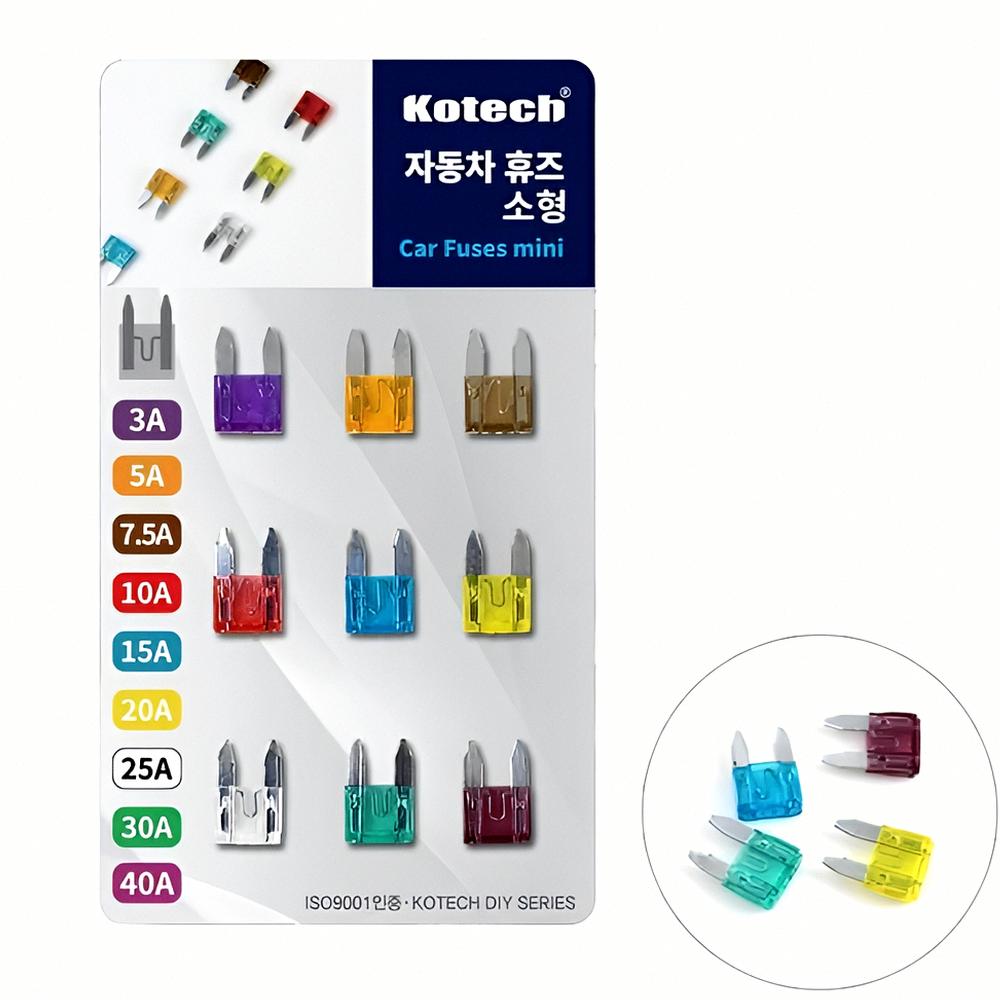 Kotech®
자동차 휴즈
소형
Car Fuses mini
3A
5A
7.5A
10A
15A
20A
25A
30A
40A
ISO9001인증·KOTECH DIY SERIES